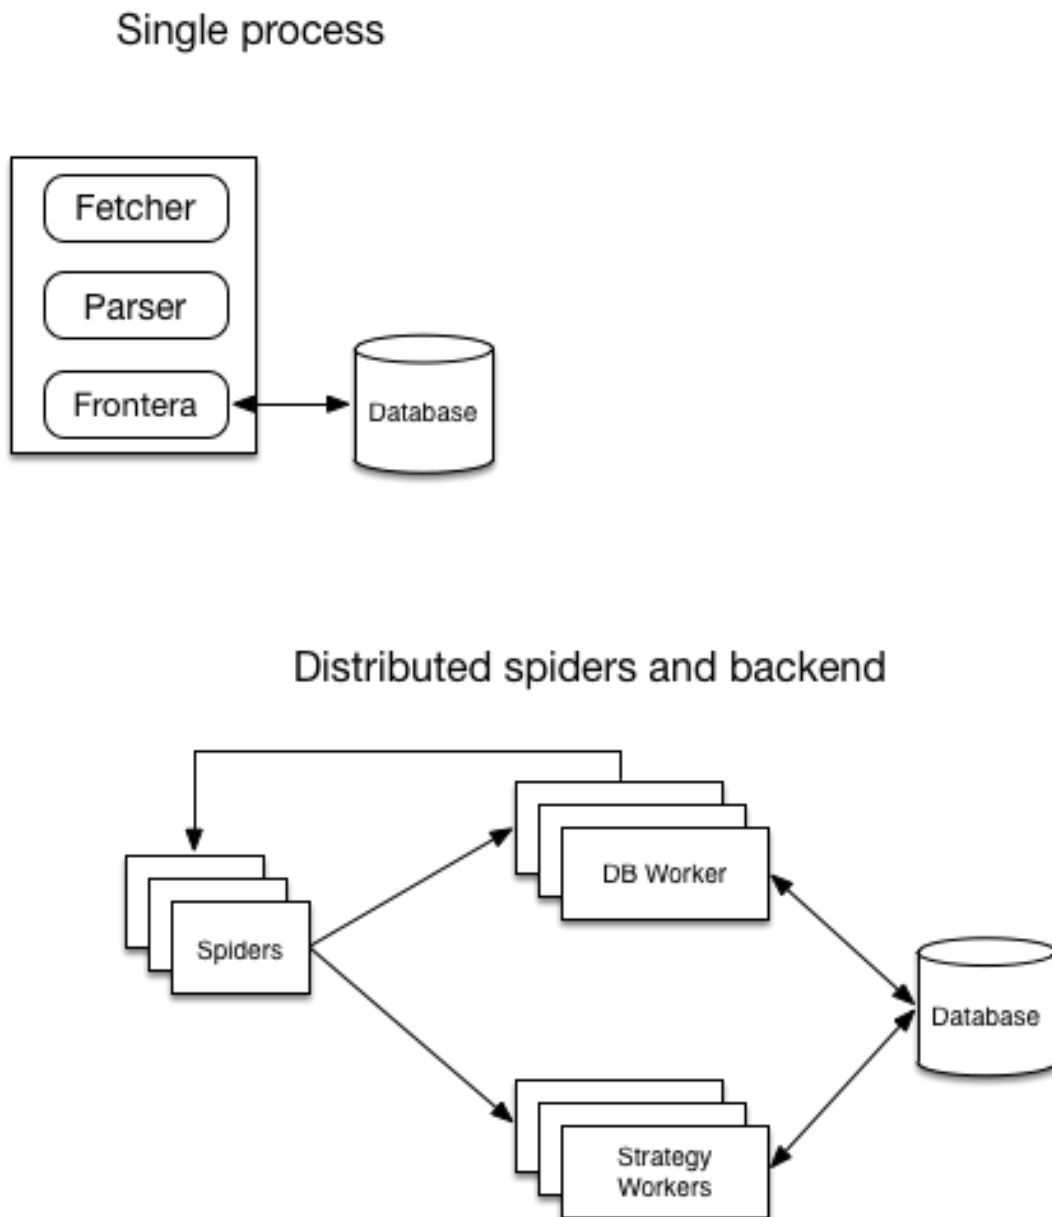 Single process
Fetcher
Parser
Frontera
Database
Distributed spiders and backend
DB Worker
Spiders
Database
Strategy
Workers